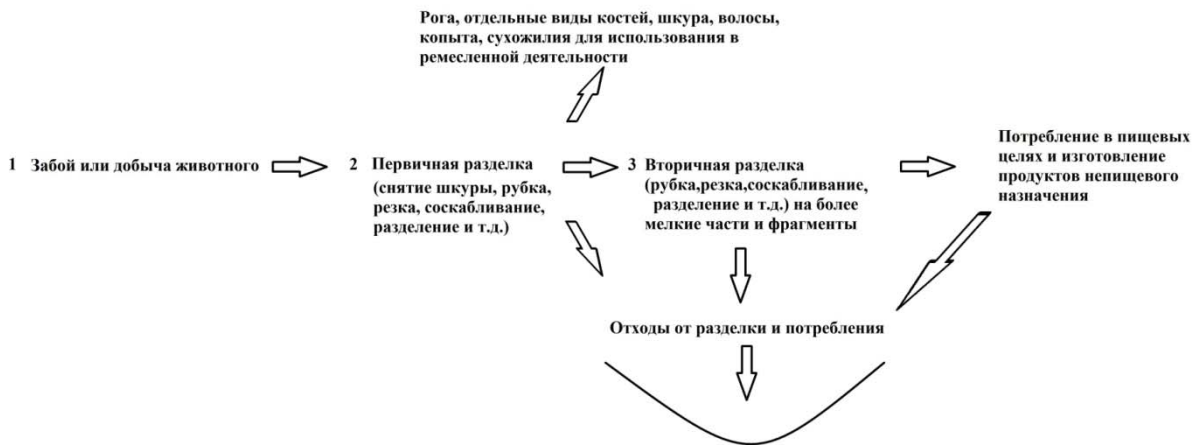 Рога, отдельные виды костей, шкура, волосы,
копыта, сухожилия для использования в
ремесленной деятельности
1 Забой или добыча животного
2 Первичная разделка
(снятие шкуры, рубка,
резка, соскабливание,
разделение и т.д.)
3 Вторичная разделка
(рубка,резка,соскабливание,
разделение и т.д.) на более
мелкие части и фрагменты
Потребление в пищевых
целях и изготовление
продуктов непищевого
назначения
Отходы от разделки и потребления